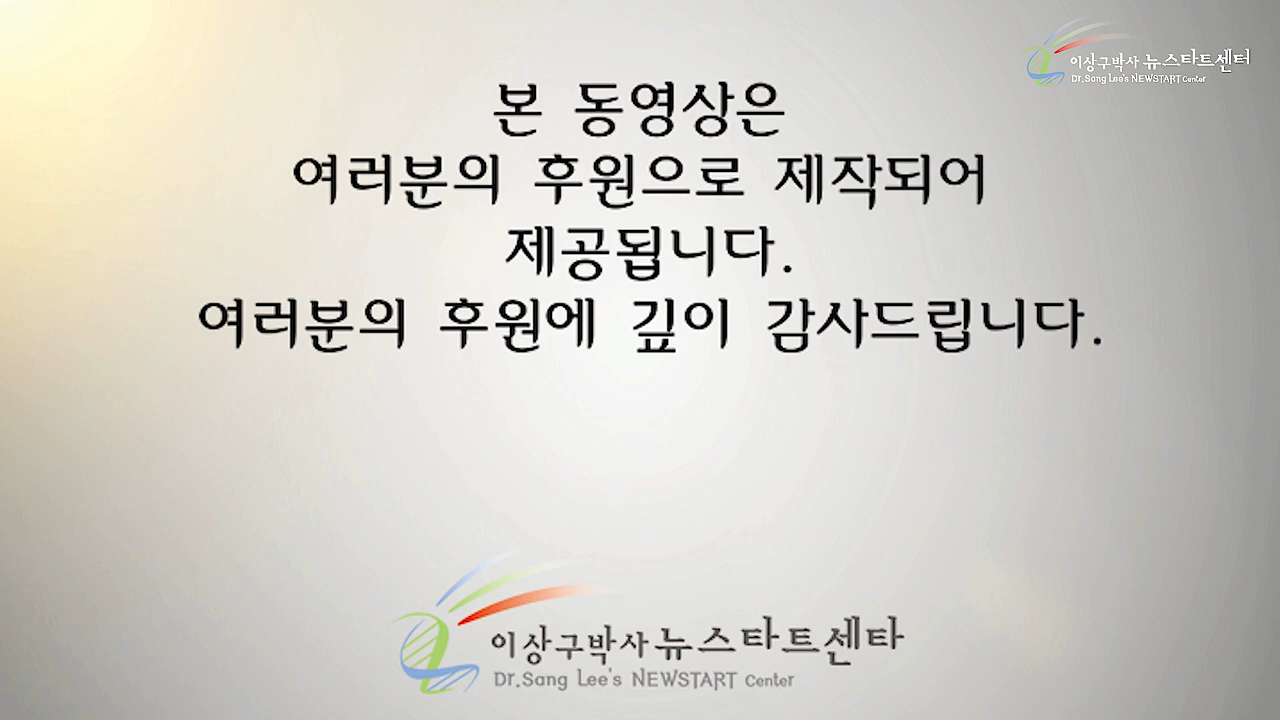 이상구박사 뉴스타트센터
Dr.Sang Lee's NEWSTART Center
본 동영상은
여러분의 후원으로 제작되어
제공됩니다.
여러분의 후원에 깊이 감사드립니다.
이상구박사 뉴스타트센타
Dr.Sang Lee's NEWSTART Center